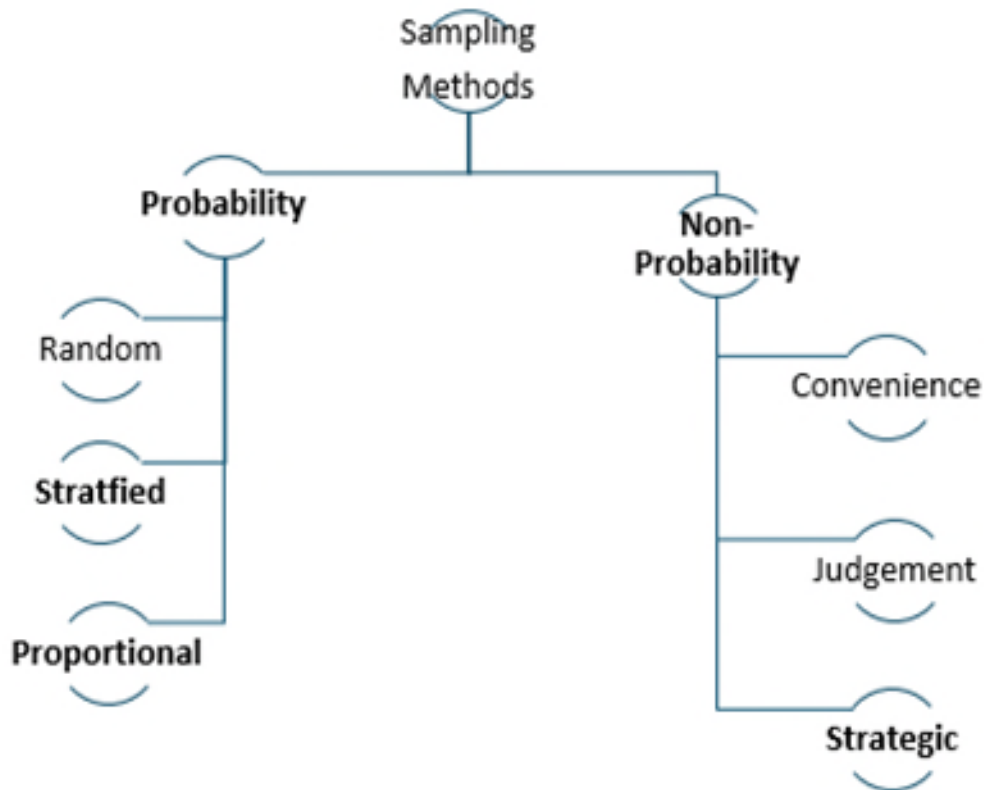 Sampling
Methods
Probability
Non-
Probability
Random
Stratfied
Proportional
Convenience
Judgement
Strategic